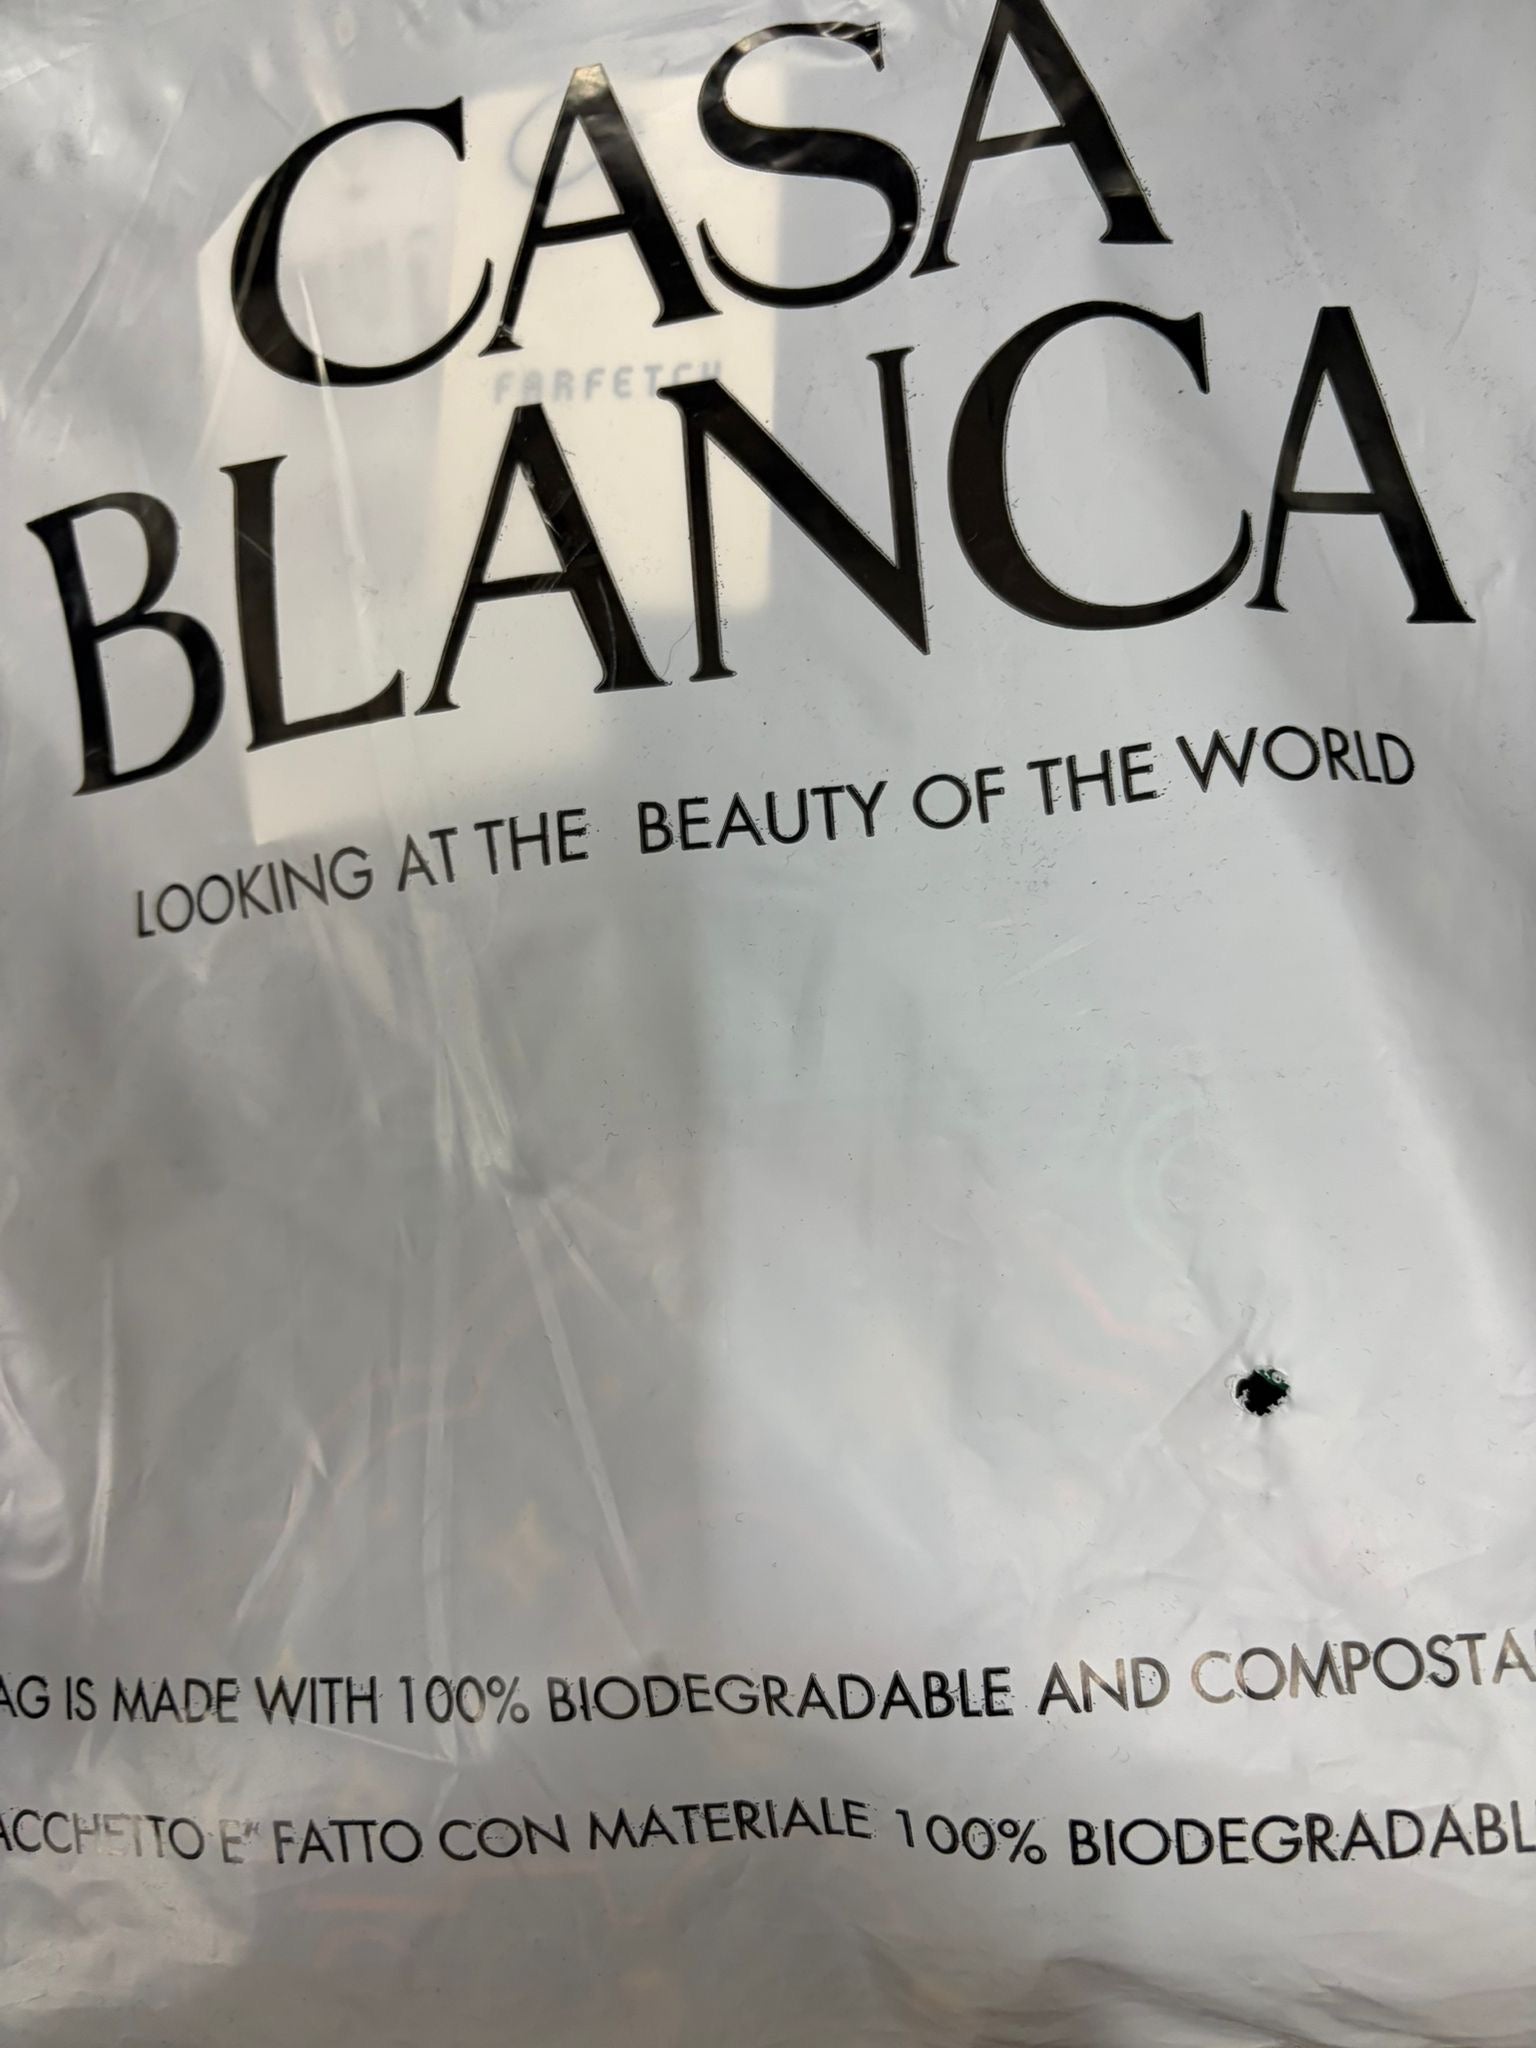 CASA
FARFETCH
BLANCA
LOOKING AT THE BEAUTY OF THE WORLD
AG IS MADE WITH 100% BIODEGRADABLE AND COMPOSTA
ACCHETTO E" FATTO CON MATERIALE 100% BIODEGRADABL